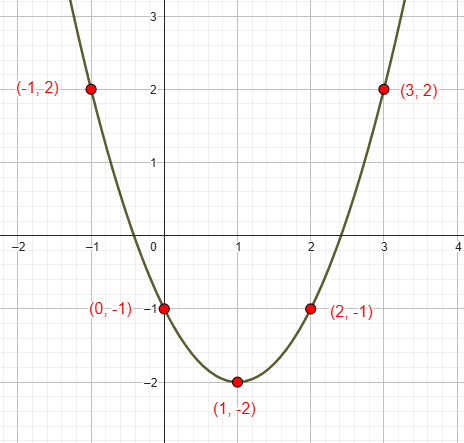 3
(-1, 2) 2 (3, 2)
1
–2 –1 0 1 2 3 4
(0, -1) –1 (2, -1)
–2
(1, -2)